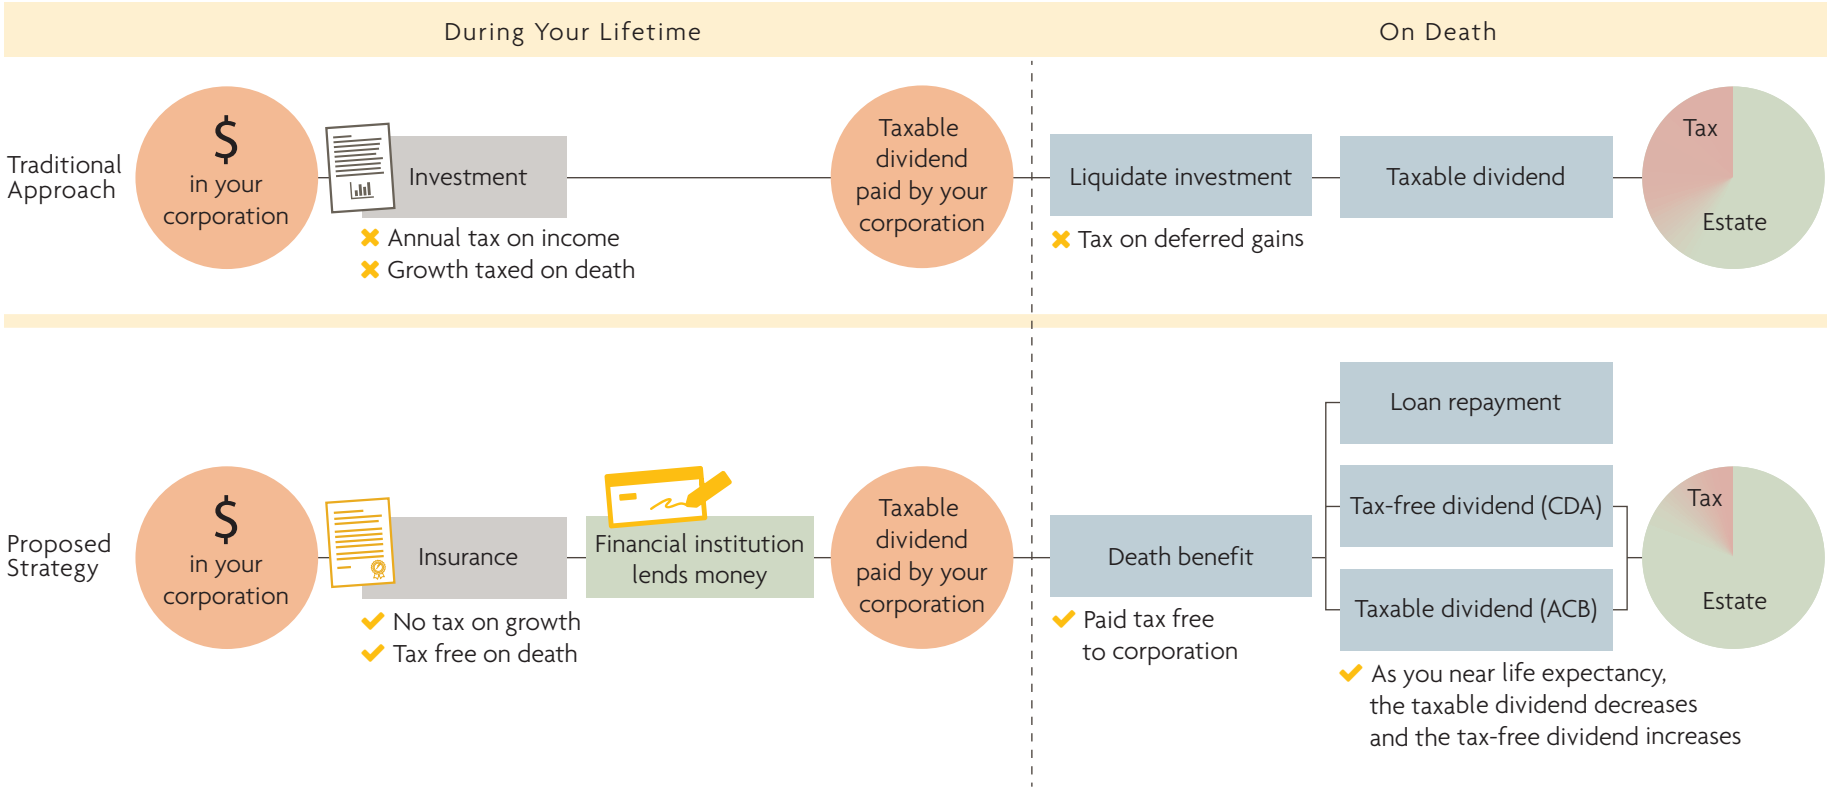 During Your Lifetime
On Death
Traditional
Approach
$
in your
corporation
Investment
Annual tax on income
Growth taxed on death
Taxable
dividend
paid by your
corporation
Liquidate investment
Tax on deferred gains
Taxable dividend
Tax
Estate
Proposed
Strategy
$
in your
corporation
Insurance
No tax on growth
Tax free on death
Financial institution
lends money
Taxable
dividend
paid by your
corporation
Death benefit
Paid tax free
to corporation
Loan repayment
Tax-free dividend (CDA)
Taxable dividend (ACB)
As you near life expectancy,
the taxable dividend decreases
and the tax-free dividend increases
Tax
Estate